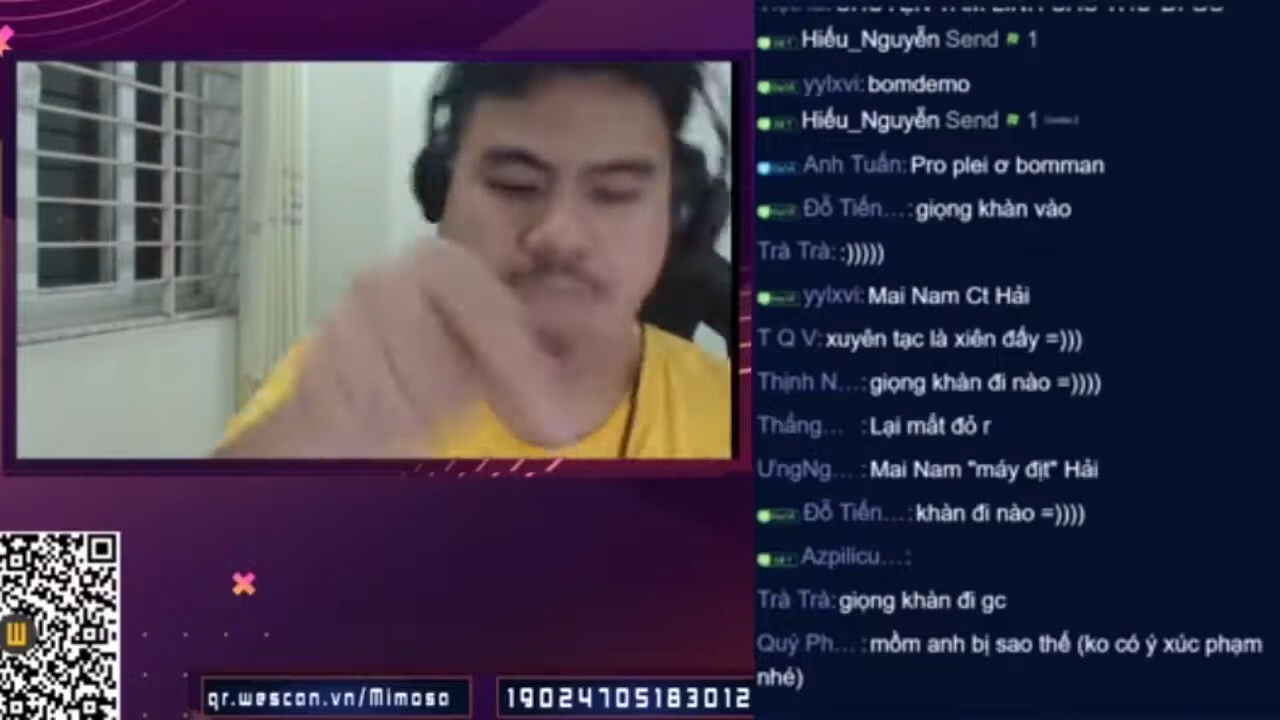 Hiếu_Nguyễn Send 1
yylxvi: bomdemo
Hiếu_Nguyễn Send 1
Anh Tuấn: Pro plei ơ bomman
Đỗ Tiến...: giọng khàn vào
Trà Trà: :)))))
yylxvi: Mai Nam Ct Hải
T Q V: xuyên tạc là xiên đấy =)))
Thịnh N...: giọng khàn đi nào =))))
Thắng... : Lại mắt đỏ r
ƯngNg... : Mai Nam "máy địt" Hải
Đỗ Tiến...: khàn đi nào =))))
Azpilicu...:
Trà Trà: giọng khàn đi gc
Quý Ph... : mồm anh bị sao thế (ko có ý xúc phạm
nhé)
qr.wescan.vn/Mimosa
19024705183012